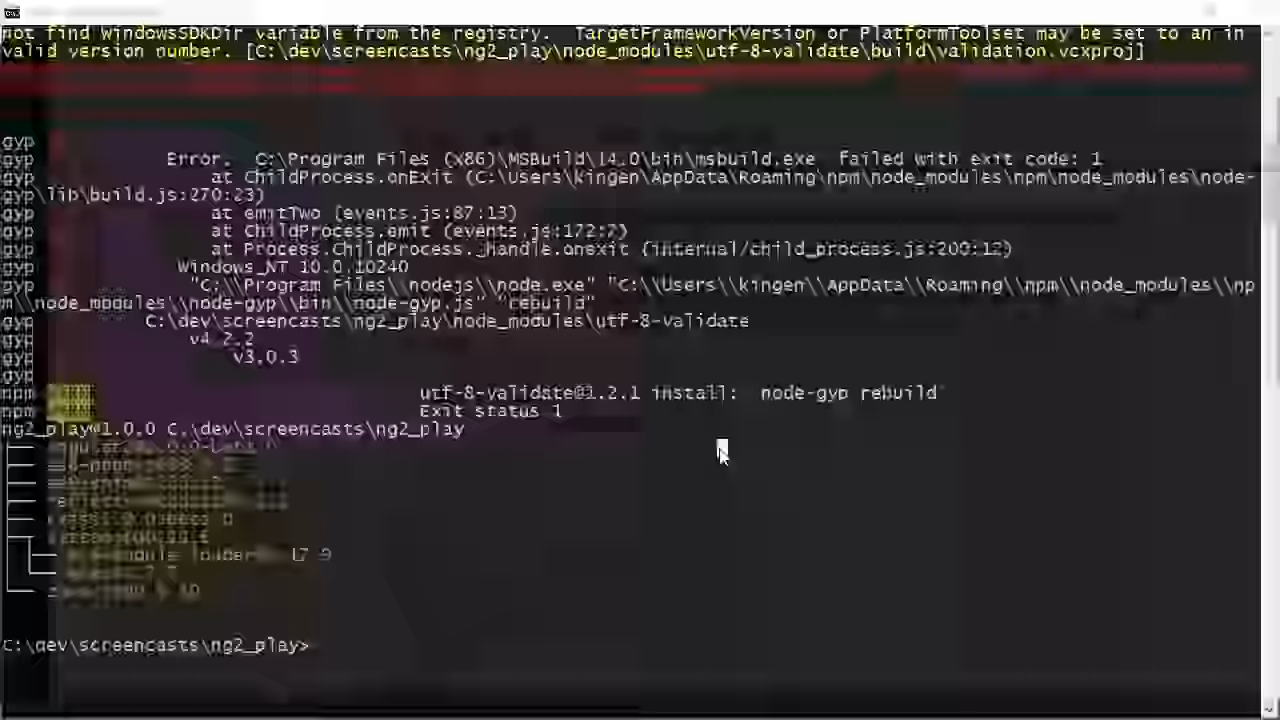 not find WindowsSDKDir variable from the registry.  TargetFrameworkVersion or PlatformToolset may be set to an in
valid version number. [C:\dev\screencasts\ng2_play\node_modules\utf-8-validate\build\validation.vcxproj]
gyp
gyp Error.  C:\Program Files (x86)\MSBuild\14.0\bin\msbuild.exe  failed with exit code: 1
gyp at ChildProcess.onExit (C:\Users\kingen\AppData\Roaming\npm\node_modules\npm\node_modules\node-
gyp\lib\build.js:270:23)
gyp at emitTwo (events.js:87:13)
gyp at ChildProcess.emit (events.js:172:7)
gyp at Process.ChildProcess._handle.onexit (internal/child_process.js:200:12)
gyp Windows_NT 10.0.10240
gyp "C:\\Program Files\\nodejs\\node.exe" "C:\\Users\\kingen\\AppData\\Roaming\\npm\\node_modules\\np
m\\node_modules\\node-gyp\\bin\\node-gyp.js" "rebuild"
gyp C:\dev\screencasts\ng2_play\node_modules\utf-8-validate
gyp v4.2.2
gyp v3.0.3
gyp
npm utf-8-validate@1.2.1 install:  node-gyp rebuild
npm Exit status 1
ng2_play@1.0.0 C:\dev\screencasts\ng2_play
C:\dev\screencasts\ng2_play>